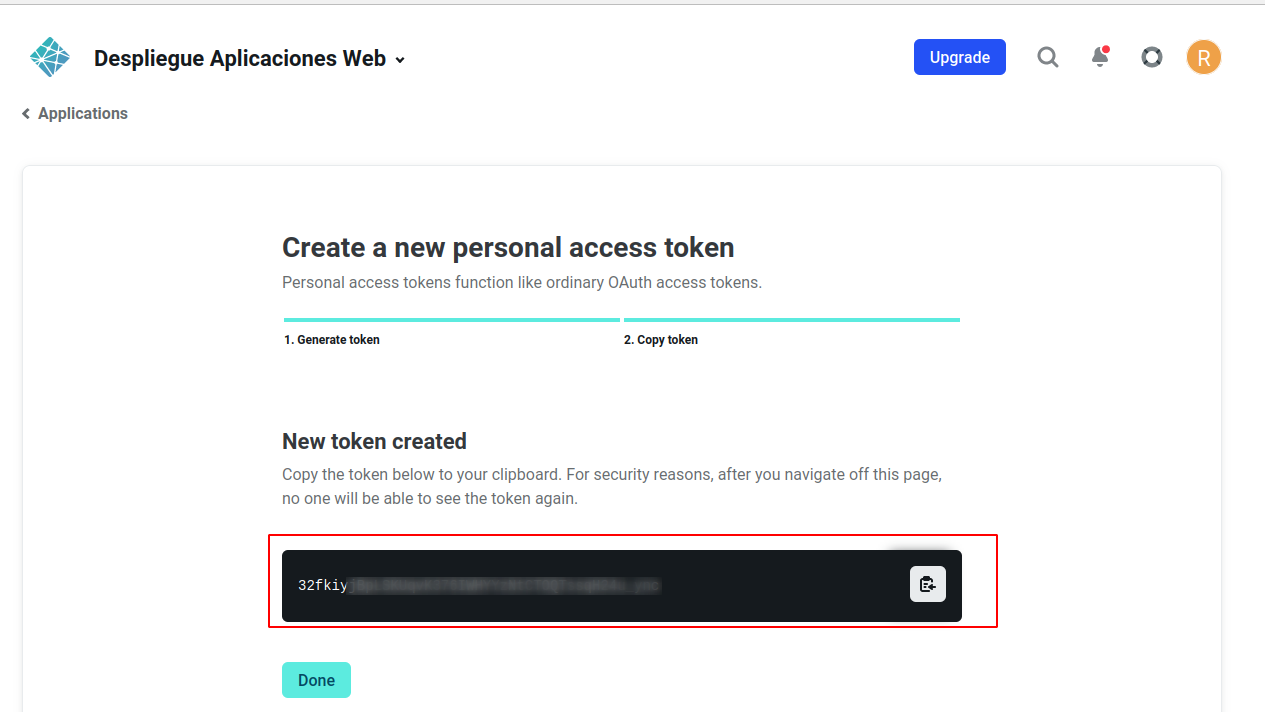 Despliegue Aplicaciones Web
Upgrade
R
Applications
Create a new personal access token
Personal access tokens function like ordinary OAuth access tokens.
1. Generate token
2. Copy token
New token created
Copy the token below to your clipboard. For security reasons, after you navigate off this page,
no one will be able to see the token again.
32fkiy
Done